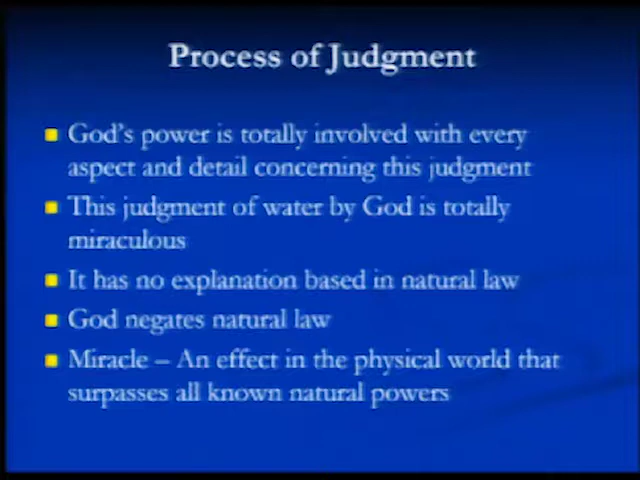 Process of Judgment
God's power is totally involved with every
aspect and detail concerning this judgment
This judgment of water by God is totally
miraculous
It has no explanation based in natural law
God negates natural law
Miracle – An effect in the physical world that
surpasses all known natural powers